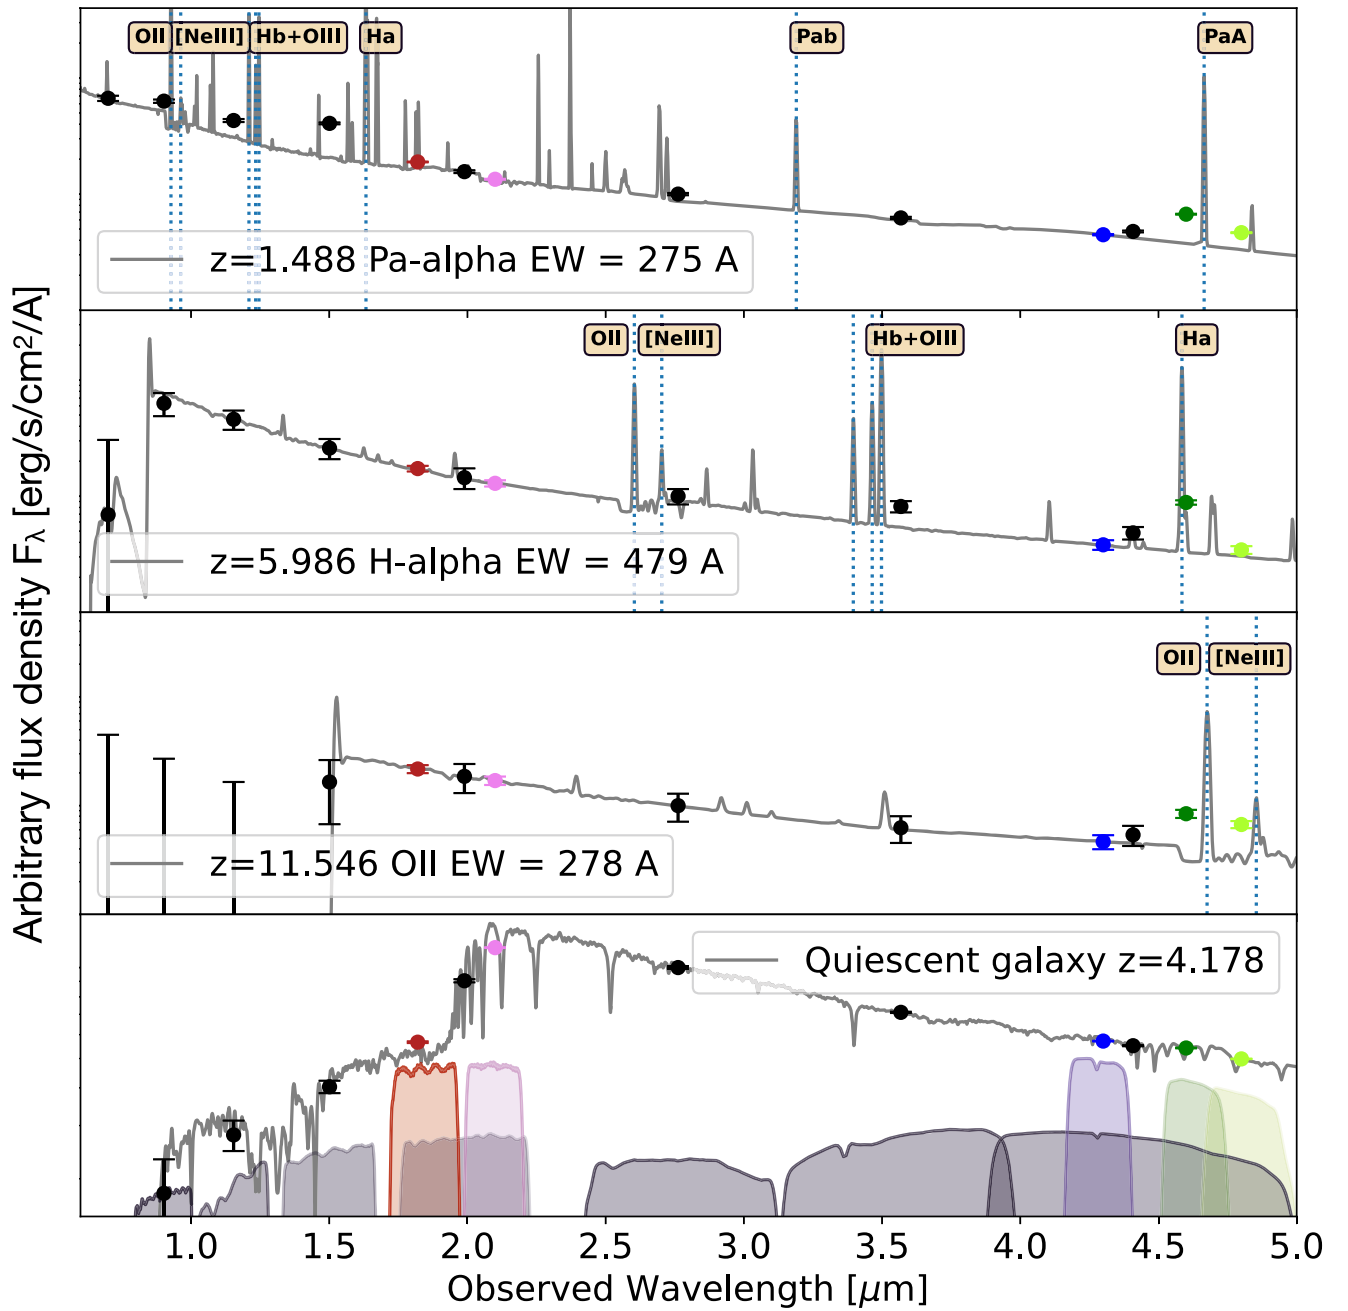 OII [NeIII] Hb+OIII Ha Pab PaA
z=1.488 Pa-alpha EW = 275 A
OII [NeIII] Hb+OIII Ha
z=5.986 H-alpha EW = 479 A
OII [NeIII]
z=11.546 OII EW = 278 A
Quiescent galaxy z=4.178
Arbitrary flux density Fλ [erg/s/cm²/A]
1.0 1.5 2.0 2.5 3.0 3.5 4.0 4.5 5.0
Observed Wavelength [μm]